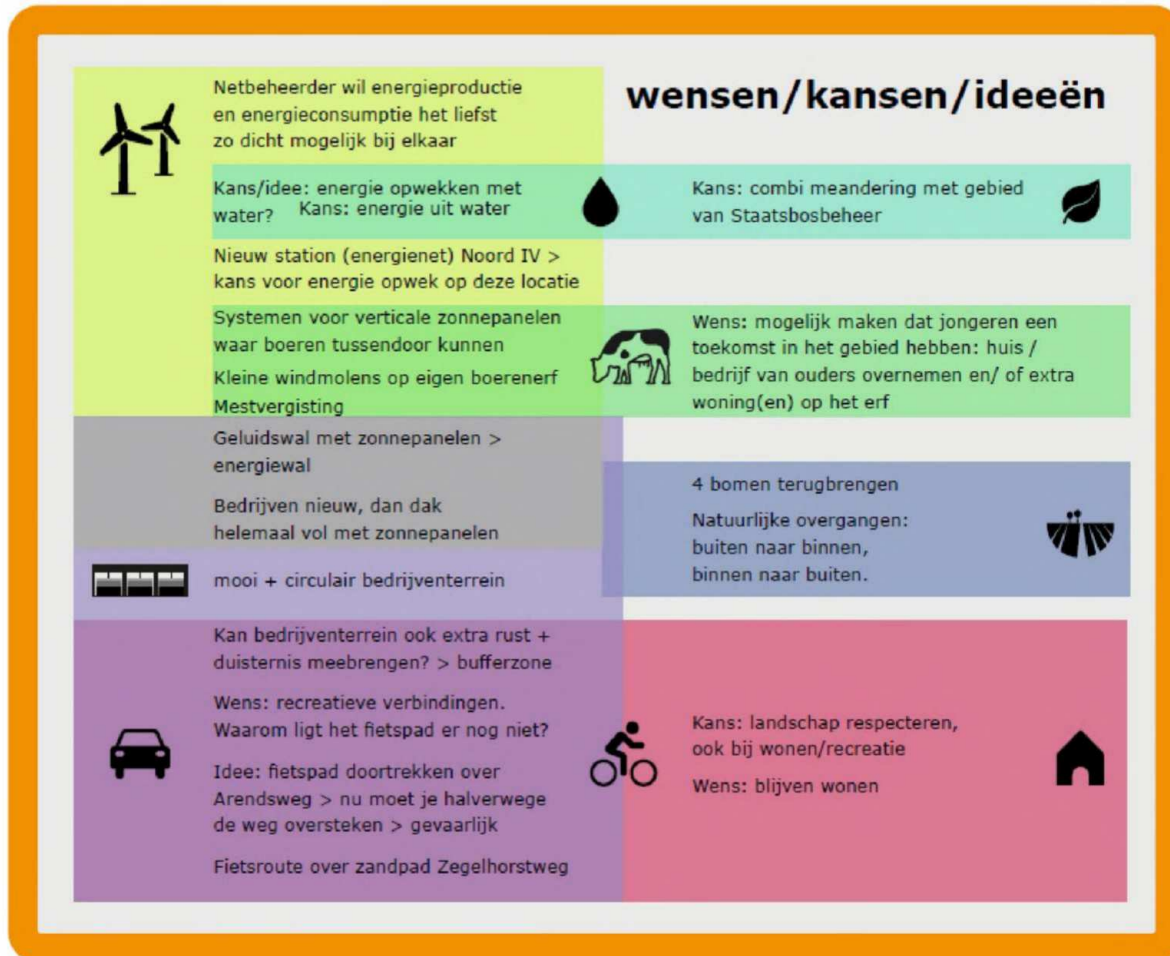 wensen/kansen/ideeën
Netbeheerder wil energieproductie
en energieconsumptie het liefst
zo dicht mogelijk bij elkaar
Kans/idee: energie opwekken met
water? Kans: energie uit water
Kans: combi meandering met gebied
van Staatsbosbeheer
Nieuw station (energienet) Noord IV >
kans voor energie opwek op deze locatie
Systemen voor verticale zonnepanelen
waar boeren tussendoor kunnen
Kleine windmolens op eigen boerenerf
Mestvergisting
Wens: mogelijk maken dat jongeren een
toekomst in het gebied hebben: huis /
bedrijf van ouders overnemen en/ of extra
woning(en) op het erf
Geluidswal met zonnepanelen >
energiewal
Bedrijven nieuw, dan dak
helemaal vol met zonnepanelen
4 bomen terugbrengen
Natuurlijke overgangen:
buiten naar binnen,
binnen naar buiten.
mooi + circulair bedrijventerrein
Kan bedrijventerrein ook extra rust +
duisternis meebrengen? > bufferzone
Wens: recreatieve verbindingen.
Waarom ligt het fietspad er nog niet?
Idee: fietspad doortrekken over
Arendsweg > nu moet je halverwege
de weg oversteken > gevaarlijk
Fietsroute over zandpad Zegelhorstweg
Kans: landschap respecteren,
ook bij wonen/recreatie
Wens: blijven wonen